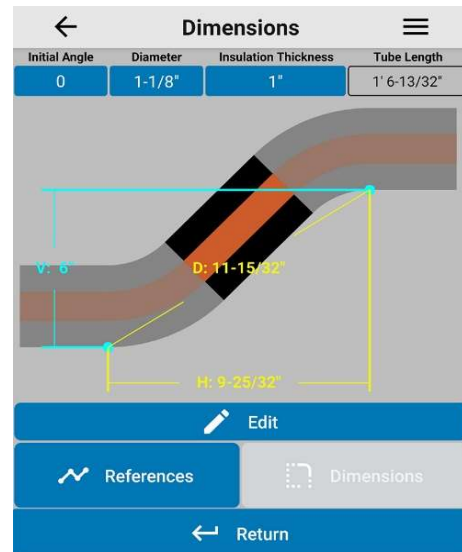 Dimensions
Initial Angle Diameter Insulation Thickness Tube Length
0 1-1/8" 1" 1' 6-13/32"
V: 6" D: 11-15/32"
H: 9-25/32"
Edit
References Dimensions
Return